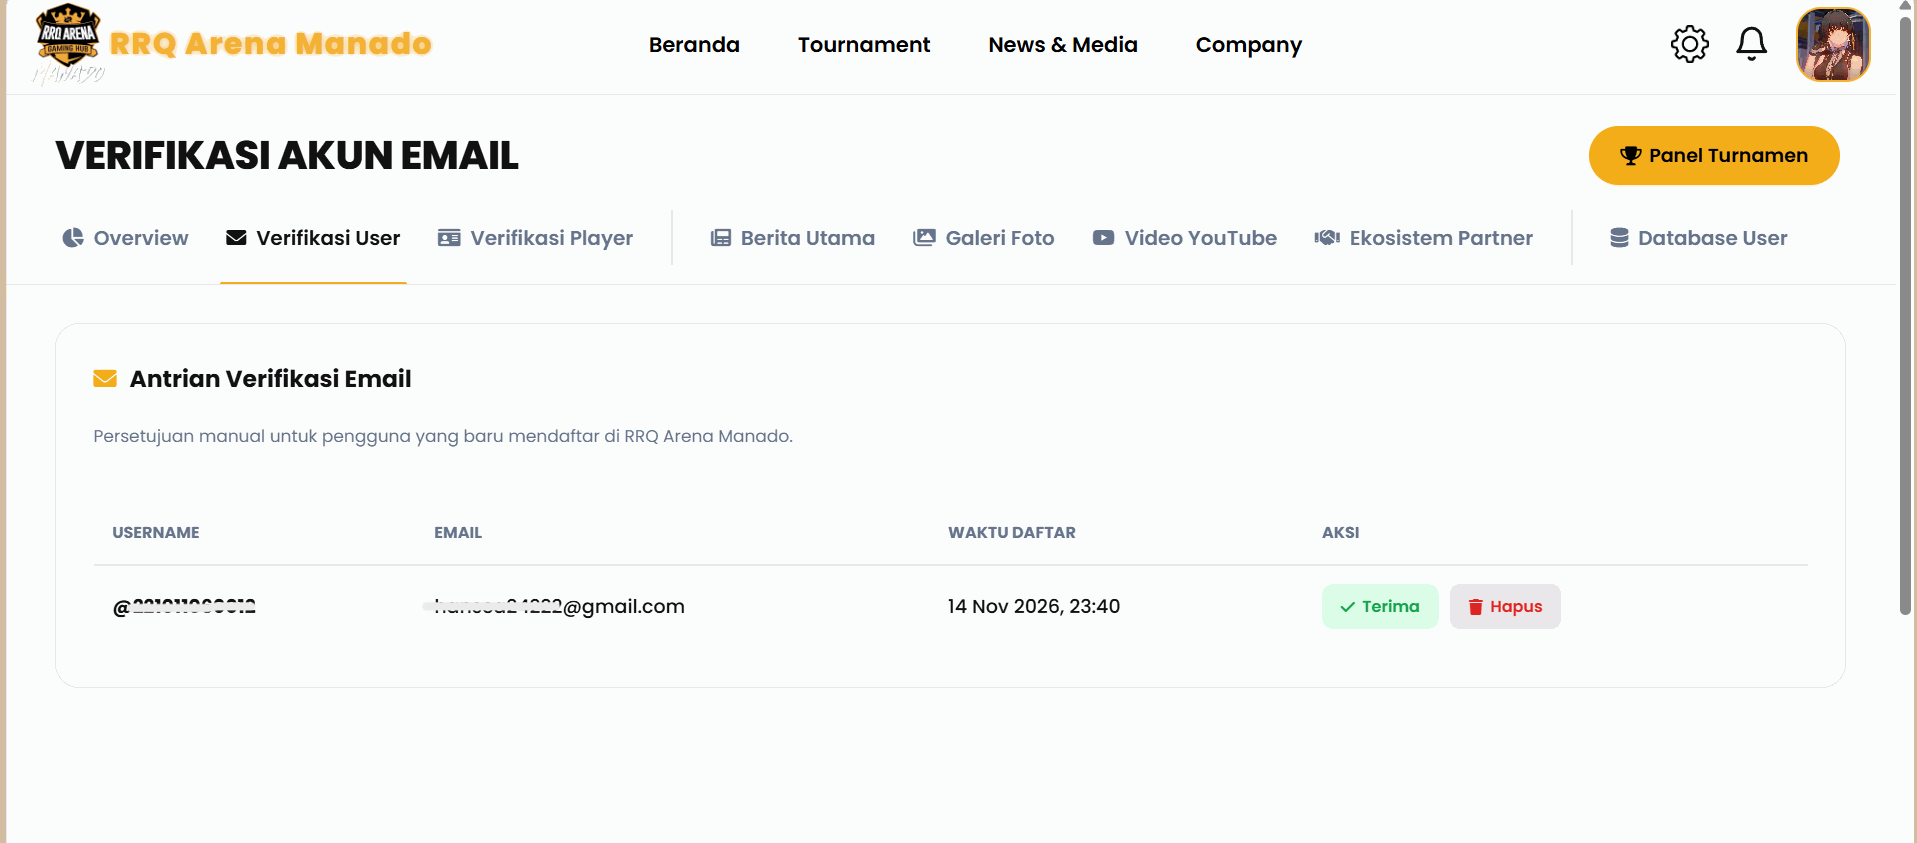 RRQ ARENA
GAMING HUB
MANADO
RRQ Arena Manado
Beranda
Tournament
News & Media
Company
VERIFIKASI AKUN EMAIL
Panel Turnamen
Overview
Verifikasi User
Verifikasi Player
Berita Utama
Galeri Foto
Video YouTube
Ekosistem Partner
Database User
Antrian Verifikasi Email
Persetujuan manual untuk pengguna yang baru mendaftar di RRQ Arena Manado.
USERNAME EMAIL WAKTU DAFTAR AKSI
@ @gmail.com 14 Nov 2026, 23:40 Terima Hapus